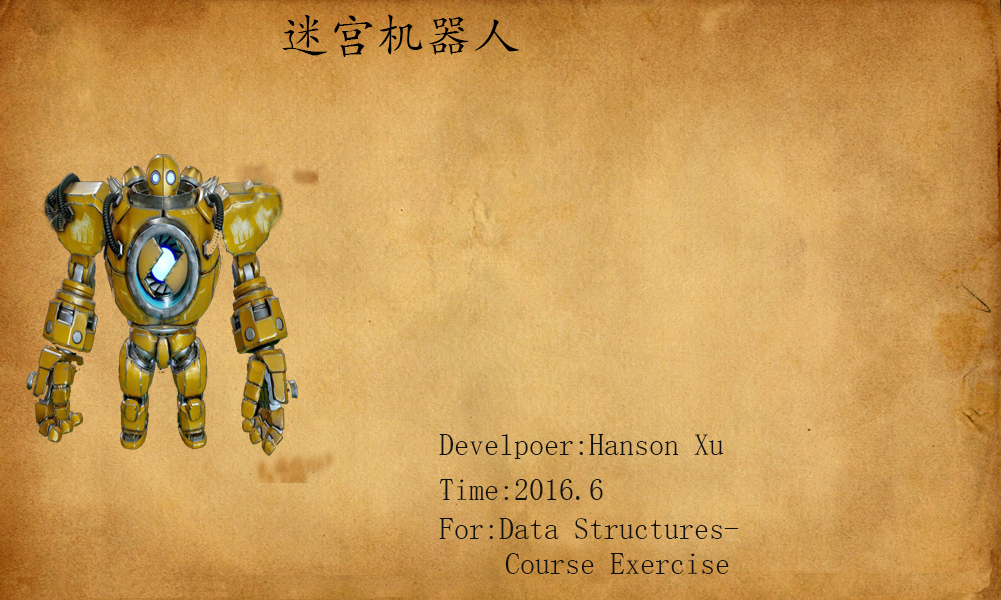 迷宫机器人
Develpoer:Hanson Xu
Time:2016.6
For:Data Structures-
Course Exercise